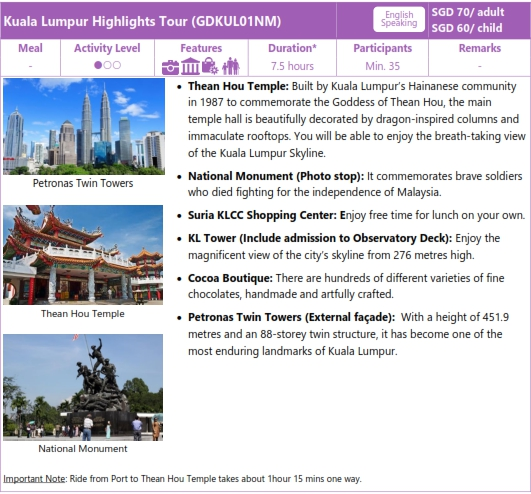 Kuala Lumpur Highlights Tour (GDKUL01NM)
English
Speaking
SGD 70/ adult
SGD 60/ child
Meal
Activity Level
Features
Duration*
Participants
Remarks
-
7.5 hours
Min. 35
-
Petronas Twin Towers
Thean Hou Temple
National Monument
• Thean Hou Temple: Built by Kuala Lumpur's Hainanese community
in 1987 to commemorate the Goddess of Thean Hou, the main
temple hall is beautifully decorated by dragon-inspired columns and
immaculate rooftops. You will be able to enjoy the breath-taking view
of the Kuala Lumpur Skyline.
• National Monument (Photo stop): It commemorates brave soldiers
who died fighting for the independence of Malaysia.
• Suria KLCC Shopping Center: Enjoy free time for lunch on your own.
• KL Tower (Include admission to Observatory Deck): Enjoy the
magnificent view of the city's skyline from 276 metres high.
• Cocoa Boutique: There are hundreds of different varieties of fine
chocolates, handmade and artfully crafted.
• Petronas Twin Towers (External façade): With a height of 451.9
metres and an 88-storey twin structure, it has become one of the
most enduring landmarks of Kuala Lumpur.
Important Note: Ride from Port to Thean Hou Temple takes about 1hour 15 mins one way.